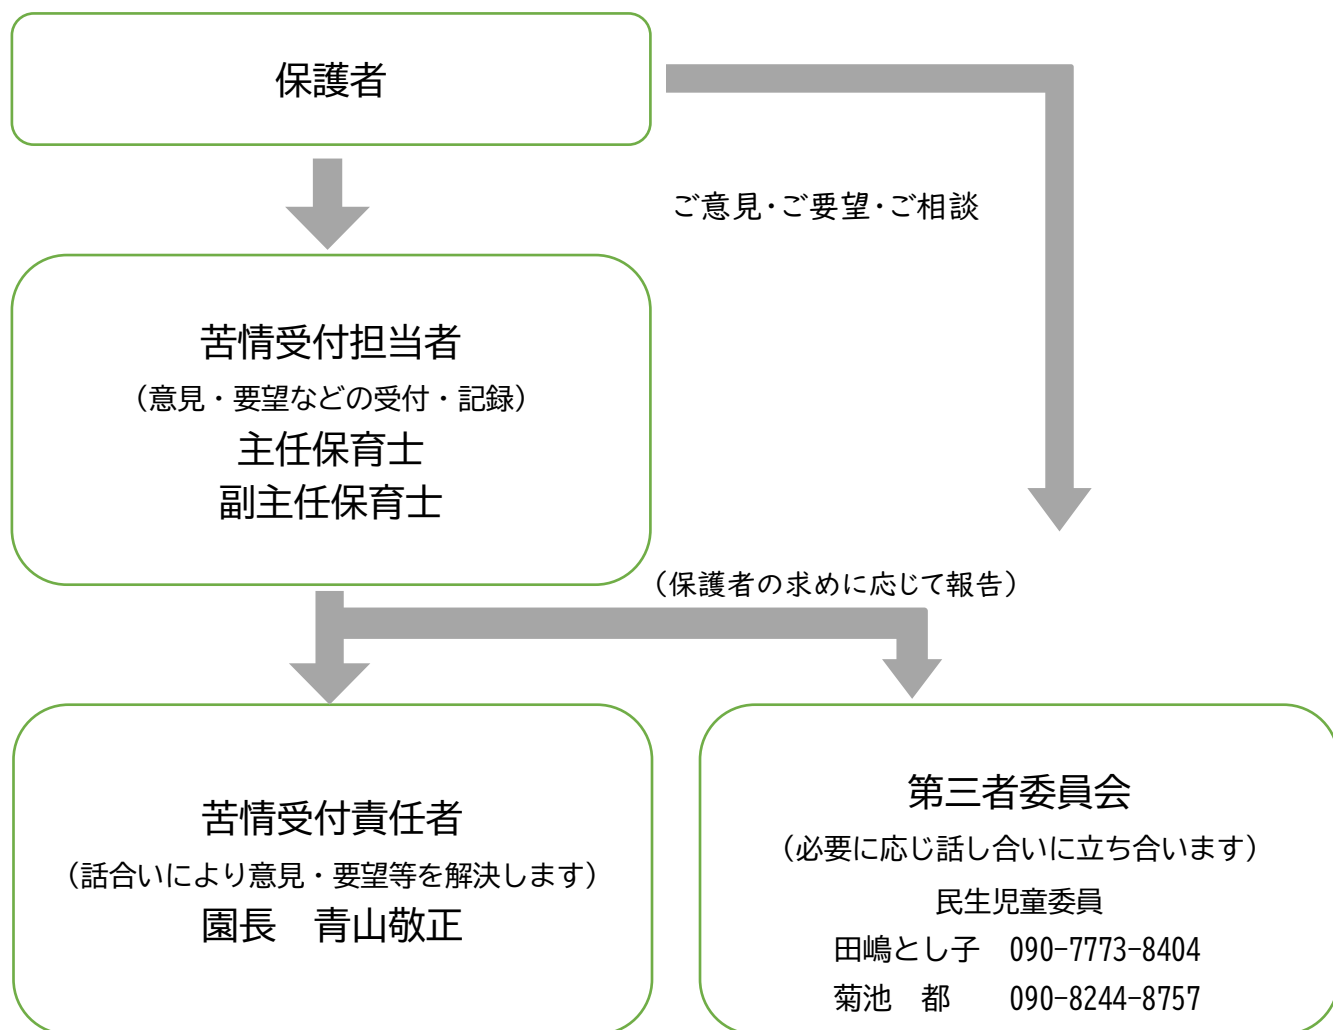 保護者
ご意見・ご要望・ご相談
苦情受付担当者
（意見・要望などの受付・記録）
主任保育士
副主任保育士
（保護者の求めに応じて報告）
苦情受付責任者
（話合いにより意見・要望等を解決します）
園長　青山敬正
第三者委員会
（必要に応じ話し合いに立ち合います）
民生児童委員
田嶋とし子　090-7773-8404
菊池　都　　090-8244-8757